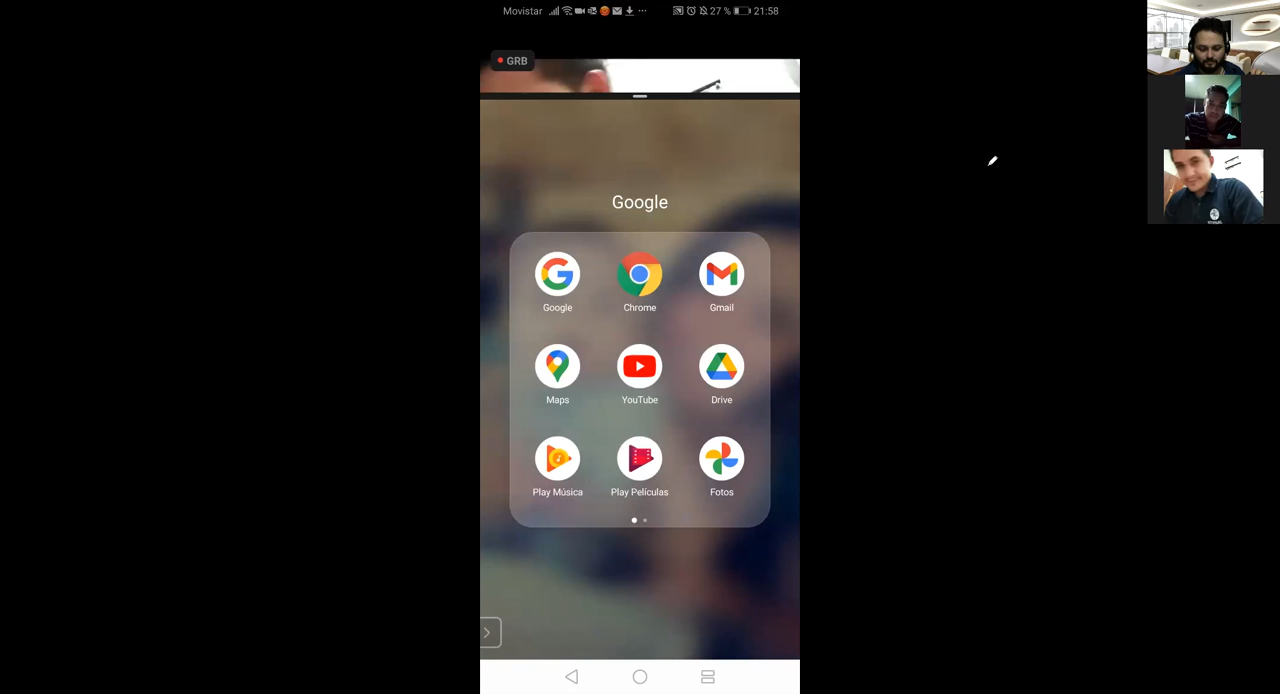 Movistar 27 % 21:58
GRB
Google
Google Chrome Gmail
Maps YouTube Drive
Play Música Play Películas Fotos